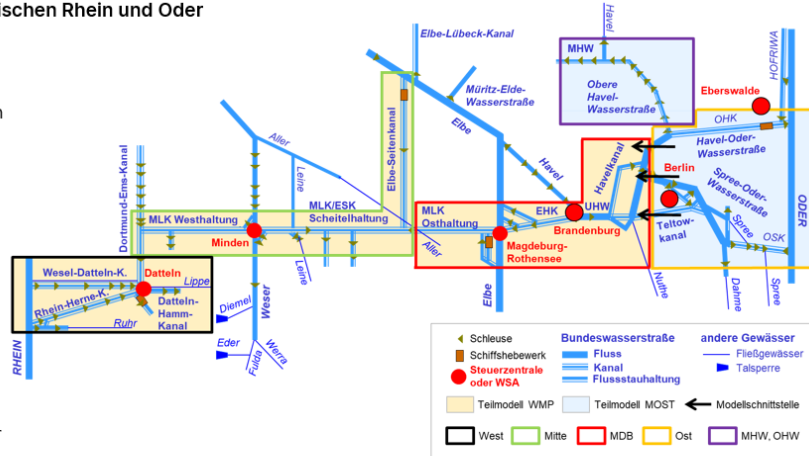 ischen Rhein und Oder
Elbe-Lübeck-Kanal
Havel
MHW
HOFRIWA
Müritz-Elde-
Wasserstraße
Obere
Havel-
Wasserstraße
Eberswalde
Elbe
OHK
Havel-Oder-
Wasserstraße
Aller
Leine
Elbe-Seitenkanal
Havel
Havelkanal
Berlin
Spree-Oder-
Wasserstraße
Dortmund-Ems-Kanal
MLK Westhaltung
MLK/ESK
Scheitelhaltung
MLK
Osthaltung
EHK
UHW
Brandenburg
Teltow-
kanal
Spree
OSK
ODER
Minden
Aller
Magdeburg-
Rothensee
Wesel-Datteln-K.
Datteln
Lippe
Leine
Rhein-Herne-K.
Datteln-
Hamm-
Kanal
Ruhr
Diemel
Weser
Elbe
Nuthe
Dahme
Spree
RHEIN
Eder
Fulda
Werra
Schleuse
Schiffshebewerk
Steuerzentrale
oder WSA
Bundeswasserstraße
Fluss
Kanal
Flussstauhaltung
andere Gewässer
Fließgewässer
Talsperre
Teilmodell WMP
Teilmodell MOST
Modellschnittstelle
West
Mitte
MDB
Ost
MHW, OHW